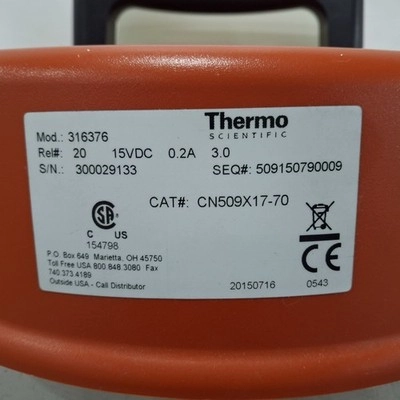 Thermo
SCIENTIFIC
Mod.: 316376
Rel#: 20 15VDC 0.2A 3.0
S/N.: 300029133 SEQ#: 509150790009
CAT#: CN509X17-70
SA
C US
154798
P.O. Box 649 Marietta, OH 45750
Toll Free USA 800.848.3080 Fax
740.373.4189
Outside USA - Call Distributor
20150716 0543
CE